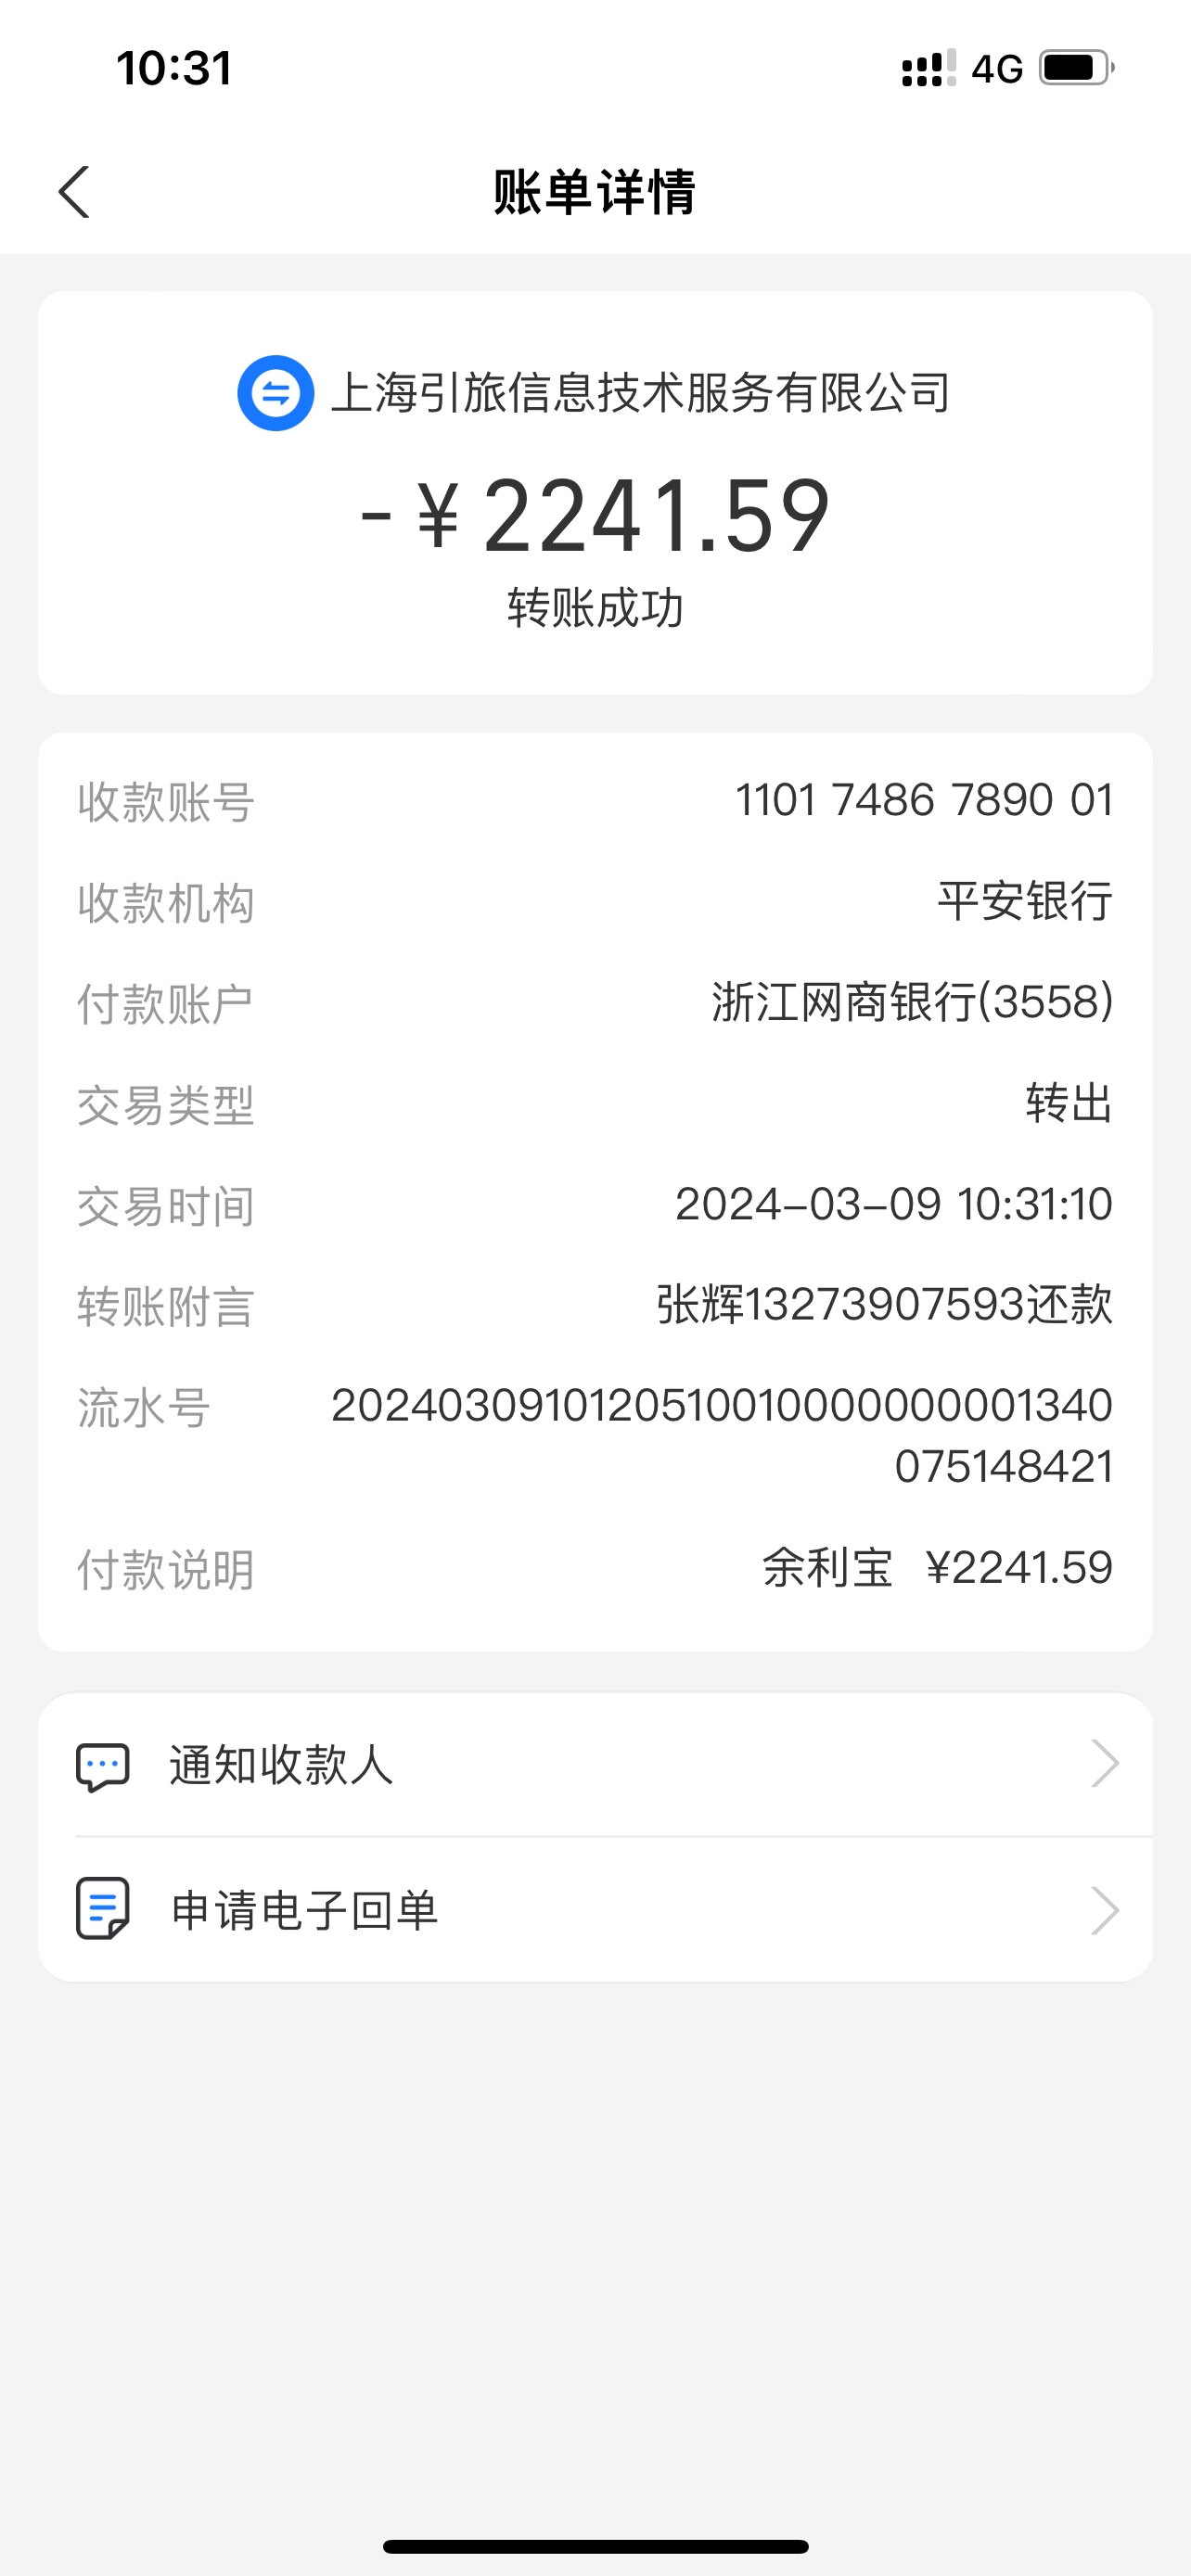 10:31 4G
账单详情
上海引旅信息技术服务有限公司
-¥2241.59
转账成功
收款账号 1101 7486 7890 01
收款机构 平安银行
付款账户 浙江网商银行(3558)
交易类型 转出
交易时间 2024-03-09 10:31:10
转账附言 张辉13273907593还款
流水号 20240309101205100100000000001340
075148421
付款说明 余利宝 ¥2241.59
通知收款人
申请电子回单